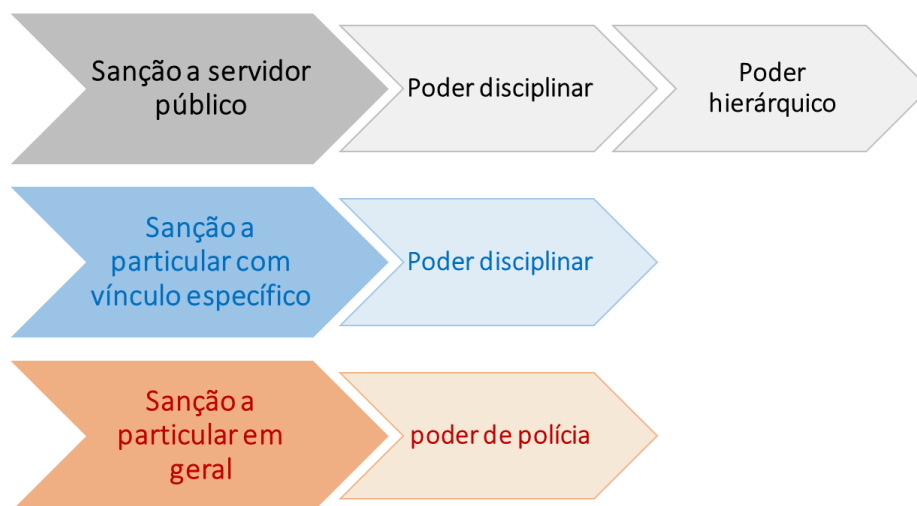 Sanção a servidor
público
Poder disciplinar
Poder
hierárquico
Sanção a
particular com
vínculo específico
Poder disciplinar
Sanção a
particular em
geral
poder de polícia